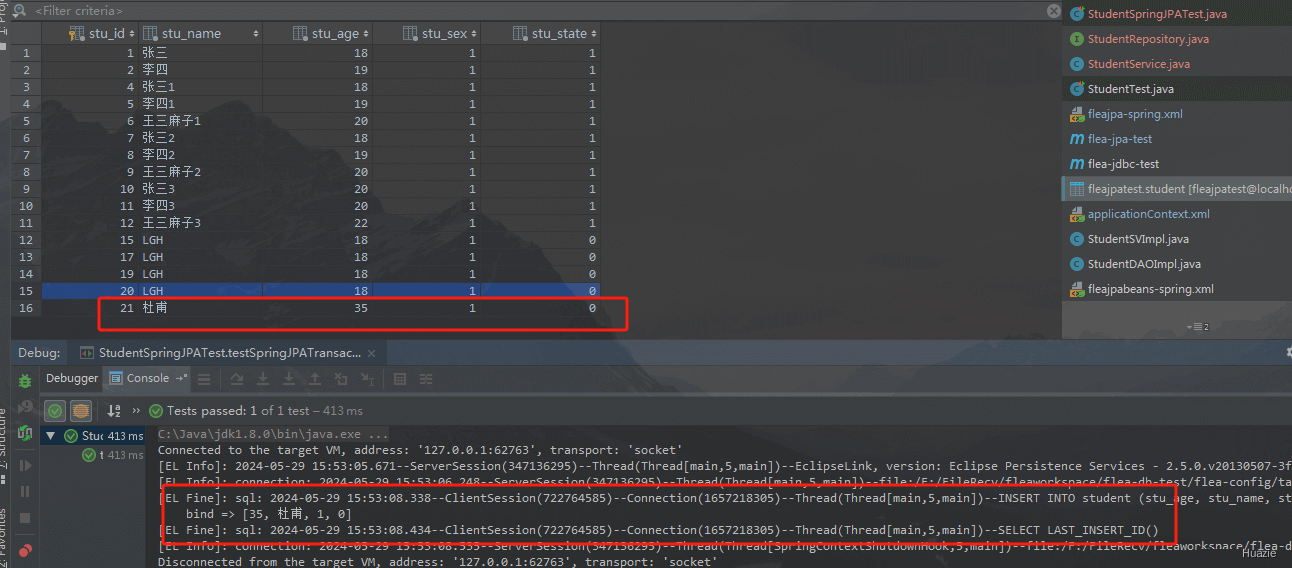 <Filter criteria>
stu_id stu_name stu_age stu_sex stu_state
1 1 张三 18 1 1
2 2 李四 19 1 1
3 4 张三1 18 1 1
4 5 李四1 19 1 1
5 6 王三麻子1 20 1 1
6 7 张三2 18 1 1
7 8 李四2 19 1 1
8 9 王三麻子2 20 1 1
9 10 张三3 20 1 1
10 11 李四3 20 1 1
11 12 王三麻子3 22 1 1
12 15 LGH 18 1 0
13 17 LGH 18 1 0
14 19 LGH 18 1 0
15 20 LGH 18 1 0
16 21 杜甫 35 1 0
StudentSpringJPATest.java
StudentRepository.java
StudentService.java
StudentTest.java
fleajpa-spring.xml
flea-jpa-test
flea-jdbc-test
fleajpatest.student [fleajpatest@localho
applicationContext.xml
StudentSVImpl.java
StudentDAOImpl.java
fleajpabeans-spring.xml
2
Debug: StudentSpringJPATest.testSpringJPATransac...
Debugger Console
Tests passed: 1 of 1 test – 413 ms
Stu 413 ms
t 413 ms
C:\Java\jdk1.8.0\bin\java.exe ...
Connected to the target VM, address: '127.0.0.1:62763', transport: 'socket'
[EL Info]: 2024-05-29 15:53:05.671--ServerSession(347136295)--Thread(Thread[main,5,main])--EclipseLink, version: Eclipse Persistence Services - 2.5.0.v20130507-3f
[EL Info]: connection: 2024-05-29 15:53:06.248--ServerSession(347136295)--Thread(Thread[main,5,main])--file:/F:/FileRecv/fleaworkspace/flea-db-test/flea-config/ta
[EL Fine]: sql: 2024-05-29 15:53:08.338--ClientSession(722764585)--Connection(1657218305)--Thread(Thread[main,5,main])--INSERT INTO student (stu_age, stu_name, st
bind => [35, 杜甫, 1, 0]
[EL Fine]: sql: 2024-05-29 15:53:08.434--ClientSession(722764585)--Connection(1657218305)--Thread(Thread[main,5,main])--SELECT LAST_INSERT_ID()
[EL Info]: connection: 2024-05-29 15:53:08.535--ServerSession(347136295)--Thread(Thread[SpringContextShutdownHook,5,main])--file:/F:/FileRecv/fleaworkspace/flea-d
Disconnected from the target VM, address: '127.0.0.1:62763', transport: 'socket'
Huazie
Structure
2: Favorites